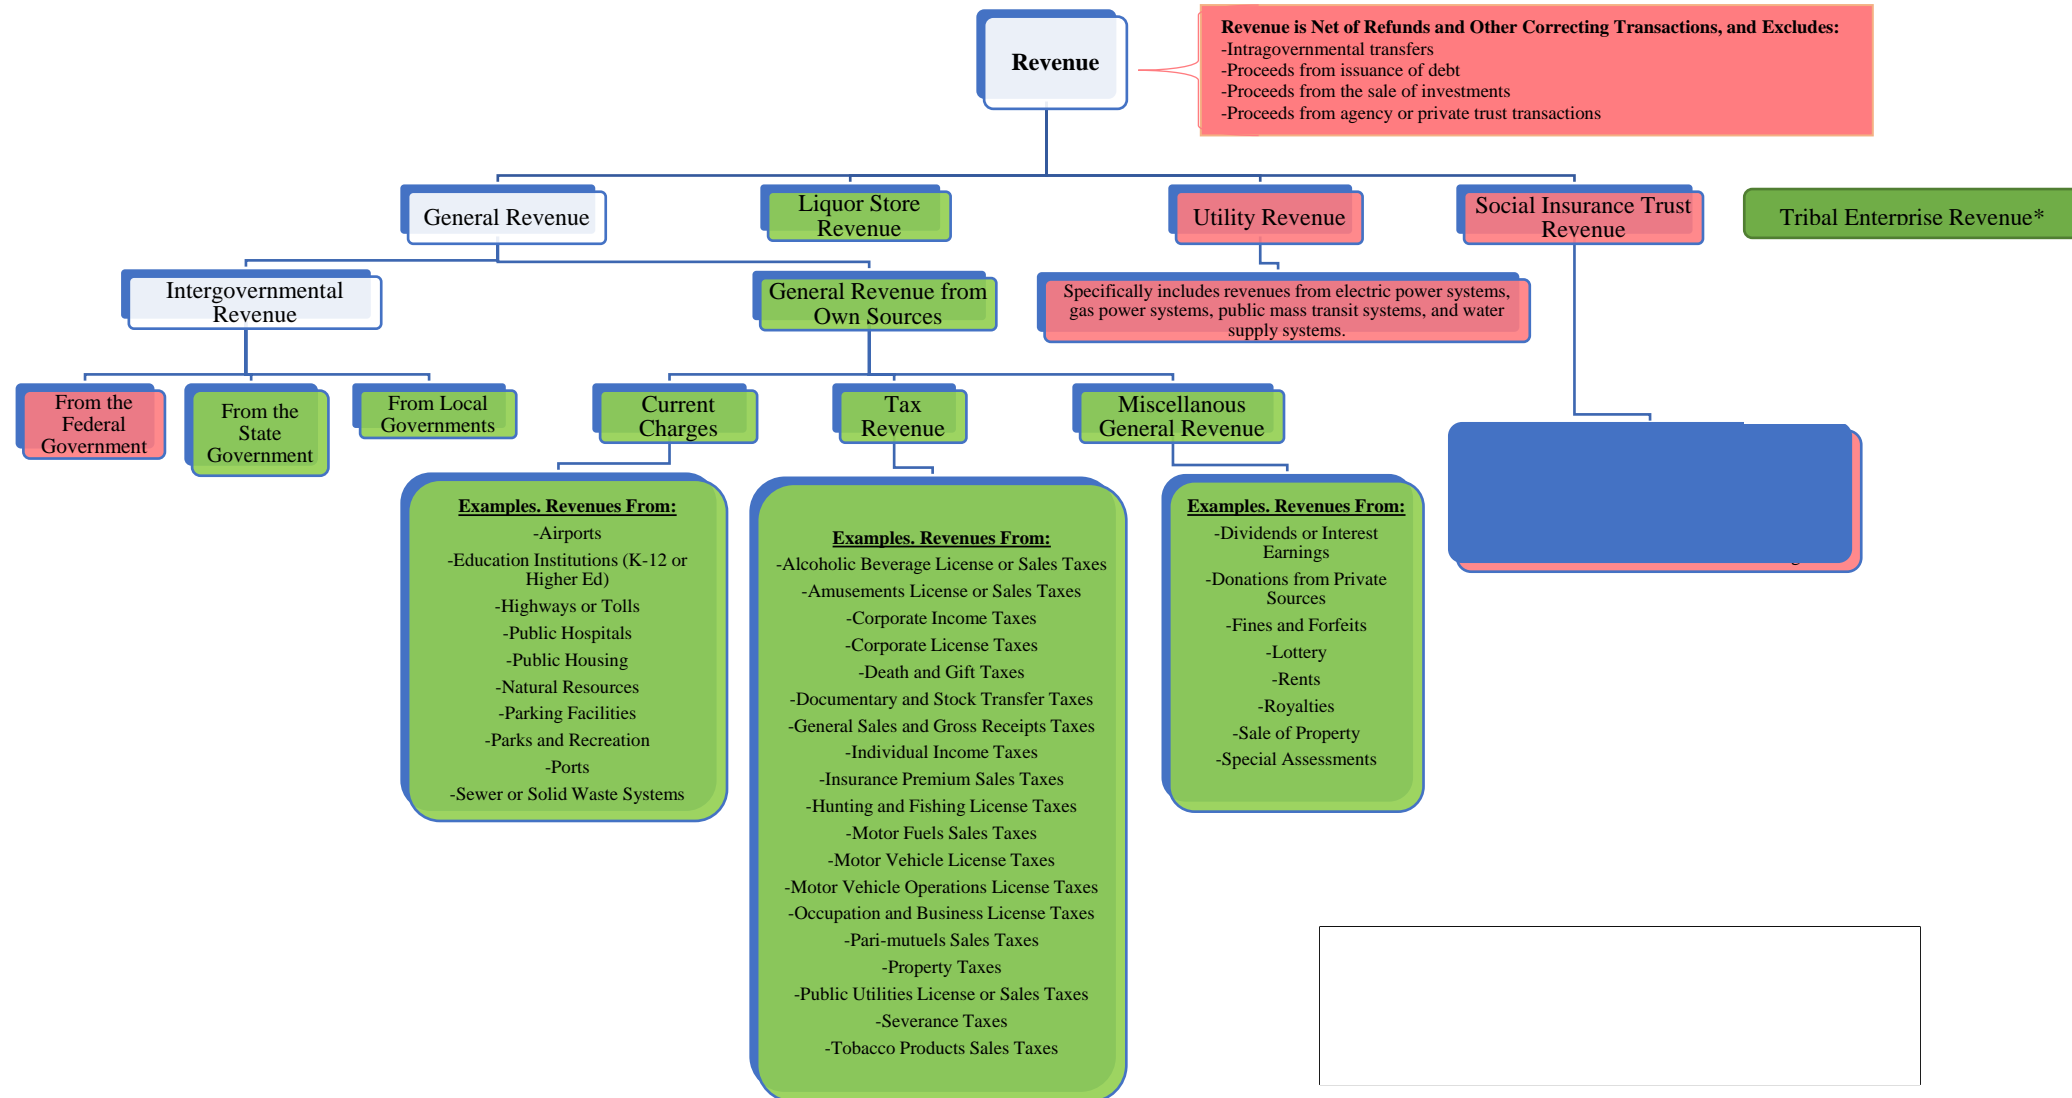 Revenue
Revenue is Net of Refunds and Other Correcting Transactions, and Excludes:
-Intragovernmental transfers
-Proceeds from issuance of debt
-Proceeds from the sale of investments
-Proceeds from agency or private trust transactions
General Revenue
Liquor Store
Revenue
Utility Revenue
Social Insurance Trust
Revenue
Tribal Enterprise Revenue*
Intergovernmental
Revenue
General Revenue from
Own Sources
Specifically includes revenues from electric power systems,
gas power systems, public mass transit systems, and water
supply systems.
From the
Federal
Government
From the
State
Government
From Local
Governments
Current
Charges
Tax
Revenue
Miscellanous
General Revenue
Examples. Revenues From:
-Airports
-Education Institutions (K-12 or
Higher Ed)
-Highways or Tolls
-Public Hospitals
-Public Housing
-Natural Resources
-Parking Facilities
-Parks and Recreation
-Ports
-Sewer or Solid Waste Systems
Examples. Revenues From:
-Alcoholic Beverage License or Sales Taxes
-Amusements License or Sales Taxes
-Corporate Income Taxes
-Corporate License Taxes
-Death and Gift Taxes
-Documentary and Stock Transfer Taxes
-General Sales and Gross Receipts Taxes
-Individual Income Taxes
-Insurance Premium Sales Taxes
-Hunting and Fishing License Taxes
-Motor Fuels Sales Taxes
-Motor Vehicle License Taxes
-Motor Vehicle Operations License Taxes
-Occupation and Business License Taxes
-Pari-mutuels Sales Taxes
-Property Taxes
-Public Utilities License or Sales Taxes
-Severance Taxes
-Tobacco Products Sales Taxes
Examples. Revenues From:
-Dividends or Interest
Earnings
-Donations from Private
Sources
-Fines and Forfeits
-Lottery
-Rents
-Royalties
-Sale of Property
-Special Assessments